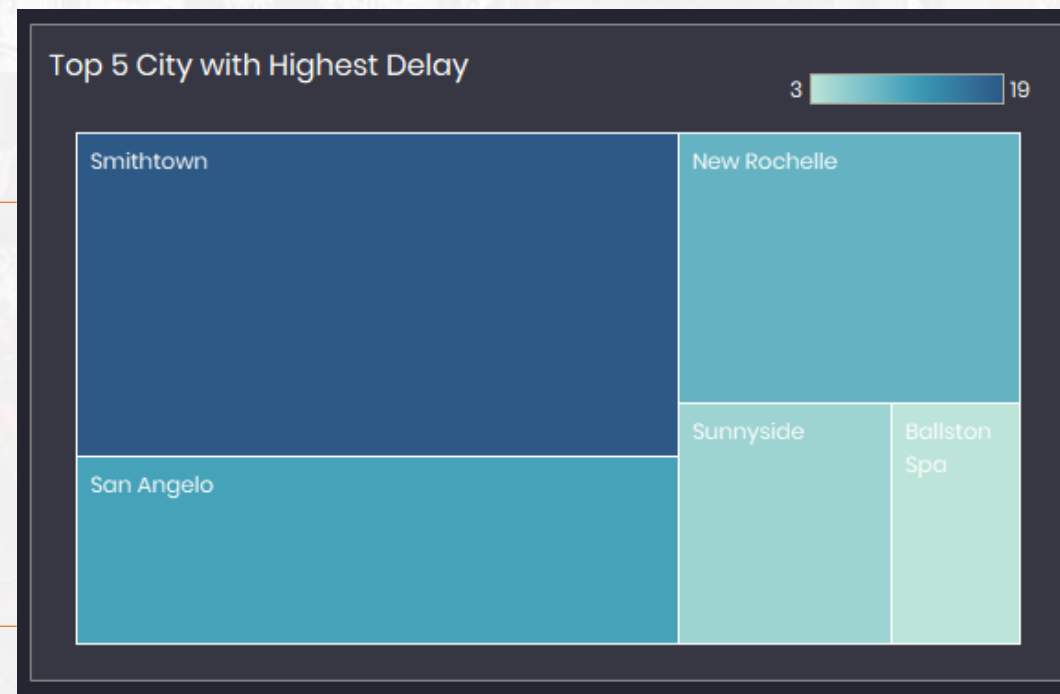 Top 5 City with Highest Delay
3 19
Smithtown
New Rochelle
Sunnyside
Ballston
Spa
San Angelo